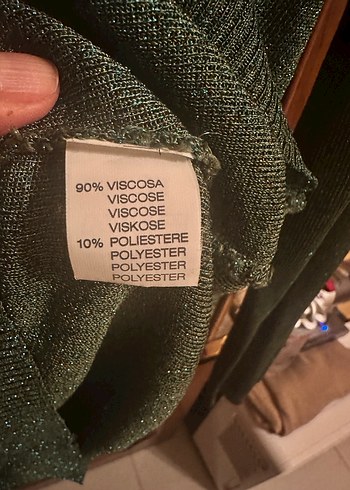 90% VISCOSA
VISCOSE
VISCOSE
VISKOSE
10% POLIESTERE
POLYESTER
POLYESTER
POLYESTER